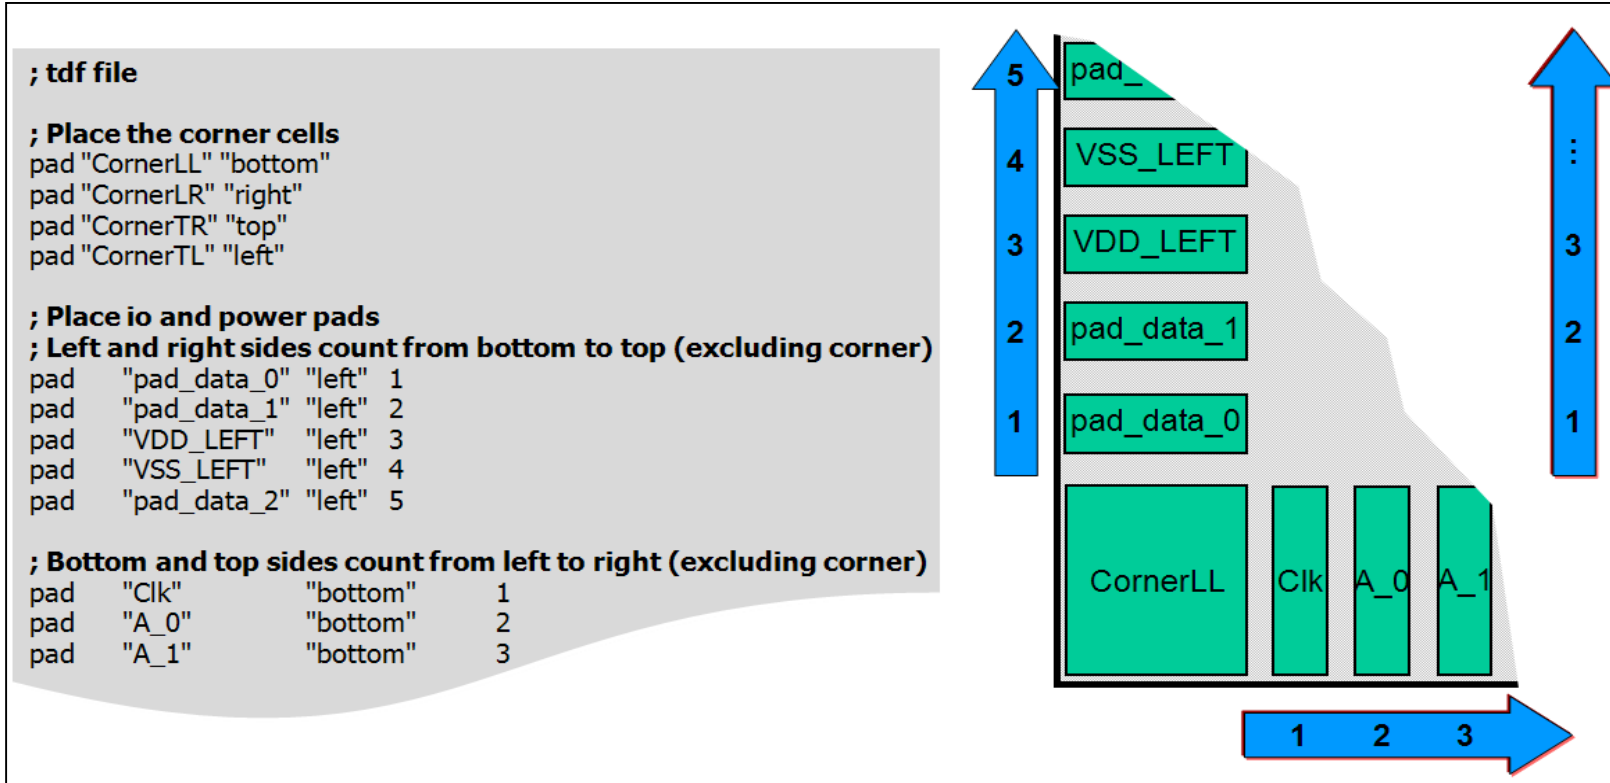 ; tdf file
; Place the corner cells
pad "CornerLL" "bottom"
pad "CornerLR" "right"
pad "CornerTR" "top"
pad "CornerTL" "left"
; Place io and power pads
; Left and right sides count from bottom to top (excluding corner)
pad "pad_data_0" "left" 1
pad "pad_data_1" "left" 2
pad "VDD_LEFT" "left" 3
pad "VSS_LEFT" "left" 4
pad "pad_data_2" "left" 5
; Bottom and top sides count from left to right (excluding corner)
pad "Clk" "bottom" 1
pad "A_0" "bottom" 2
pad "A_1" "bottom" 3
5 pad_
4 VSS_LEFT ...
3 VDD_LEFT 3
2 pad_data_1 2
1 pad_data_0 1
CornerLL Clk A_0 A_1
1 2 3